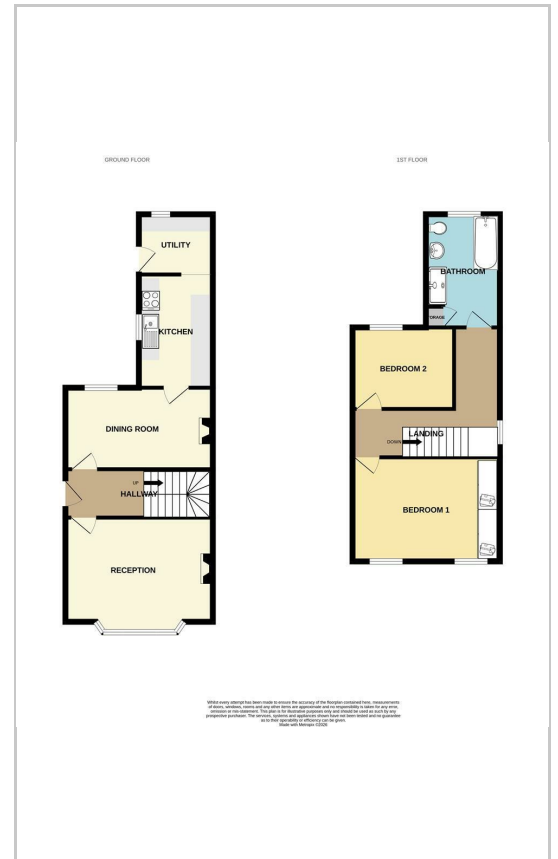 GROUND FLOOR
1ST FLOOR
UTILITY
KITCHEN
DINING ROOM
UP
HALLWAY
RECEPTION
BATHROOM
ORAGE
BEDROOM 2
LANDING
DOWN
BEDROOM 1
Whilst every attempt has been made to ensure the accuracy of the floorplan contained here, measurements
of doors, windows, rooms and any other items are approximate and no responsibility is taken for any error,
omission or mis-statement. This plan is for illustrative purposes only and should be used as such by any
prospective purchaser. The services, systems and appliances shown have not been tested and no guarantee
as to their operability or efficiency can be given.
Made with Metropix ©2026